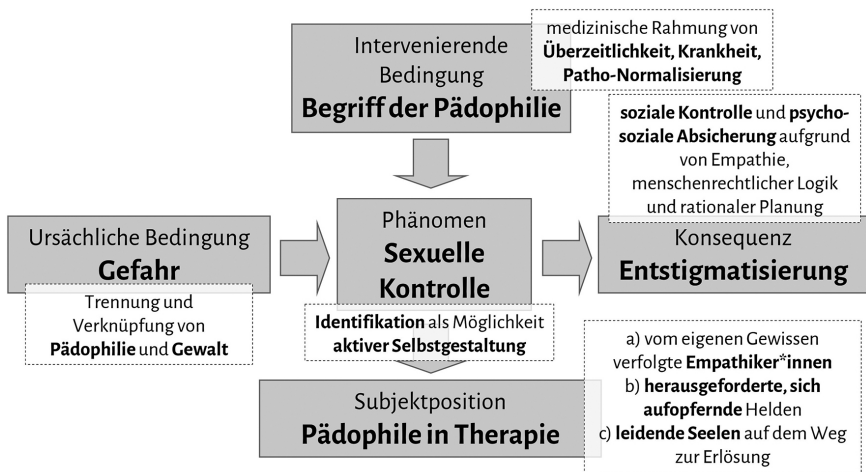 Intervenierende
Bedingung
Begriff der Pädophilie
medizinische Rahmung von
Überzeitlichkeit, Krankheit,
Patho-Normalisierung
soziale Kontrolle und psycho-
soziale Absicherung aufgrund
von Empathie,
menschenrechtlicher Logik
und rationaler Planung
Ursächliche Bedingung
Gefahr
Trennung und
Verknüpfung von
Pädophilie und Gewalt
Phänomen
Sexuelle
Kontrolle
Identifikation als Möglichkeit
aktiver Selbstgestaltung
Konsequenz
Entstigmatisierung
Subjektposition
Pädophile in Therapie
a) vom eigenen Gewissen
verfolgte Empathiker*innen
b) herausgeforderte, sich
aufopfernde Helden
c) leidende Seelen auf dem Weg
zur Erlösung